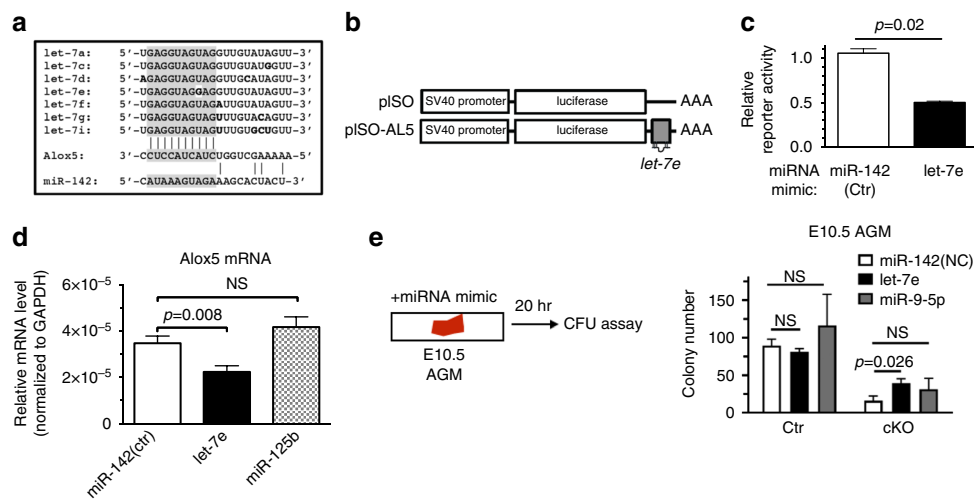 a
let-7a: 5′-UGAGGUAGUAGGUUGUAUAGUU-3′
let-7c: 5′-UGAGGUAGUAGGUUGUAUGGUU-3′
let-7d: 5′-AGAGGUAGUAGGUUGCAUAGUU-3′
let-7e: 5′-UGAGGUAGGAGGUUGUAUAGUU-3′
let-7f: 5′-UGAGGUAGUAGAUUGUAUAGUU-3′
let-7g: 5′-UGAGGUAGUAGUUUGUACAGUU-3′
let-7i: 5′-UGAGGUAGUAGUUUGUGCUGUU-3′
Alox5: 3′-CCUCCAUCAUCUGGUCGAAAAA-5′
miR-142: 5′-CAUAAAGUAGAAAGCACUACU-3′
b
pISO
SV40 promoter
luciferase
AAA
pISO-AL5
SV40 promoter
luciferase
AAA
let-7e
c
p=0.02
Relative
reporter activity
1.0
0.5
0
miRNA
mimic:
miR-142
(Ctr)
let-7e
d
Alox5 mRNA
Relative mRNA level
(normalized to GAPDH)
6×10⁻⁵
4×10⁻⁵
2×10⁻⁵
0
NS
p=0.008
miR-142(ctr)
let-7e
miR-125b
e
+miRNA mimic
E10.5
AGM
20 hr
CFU assay
E10.5 AGM
miR-142(NC)
let-7e
miR-9-5p
Colony number
150
100
50
0
NS
NS
NS
p=0.026
Ctr
cKO